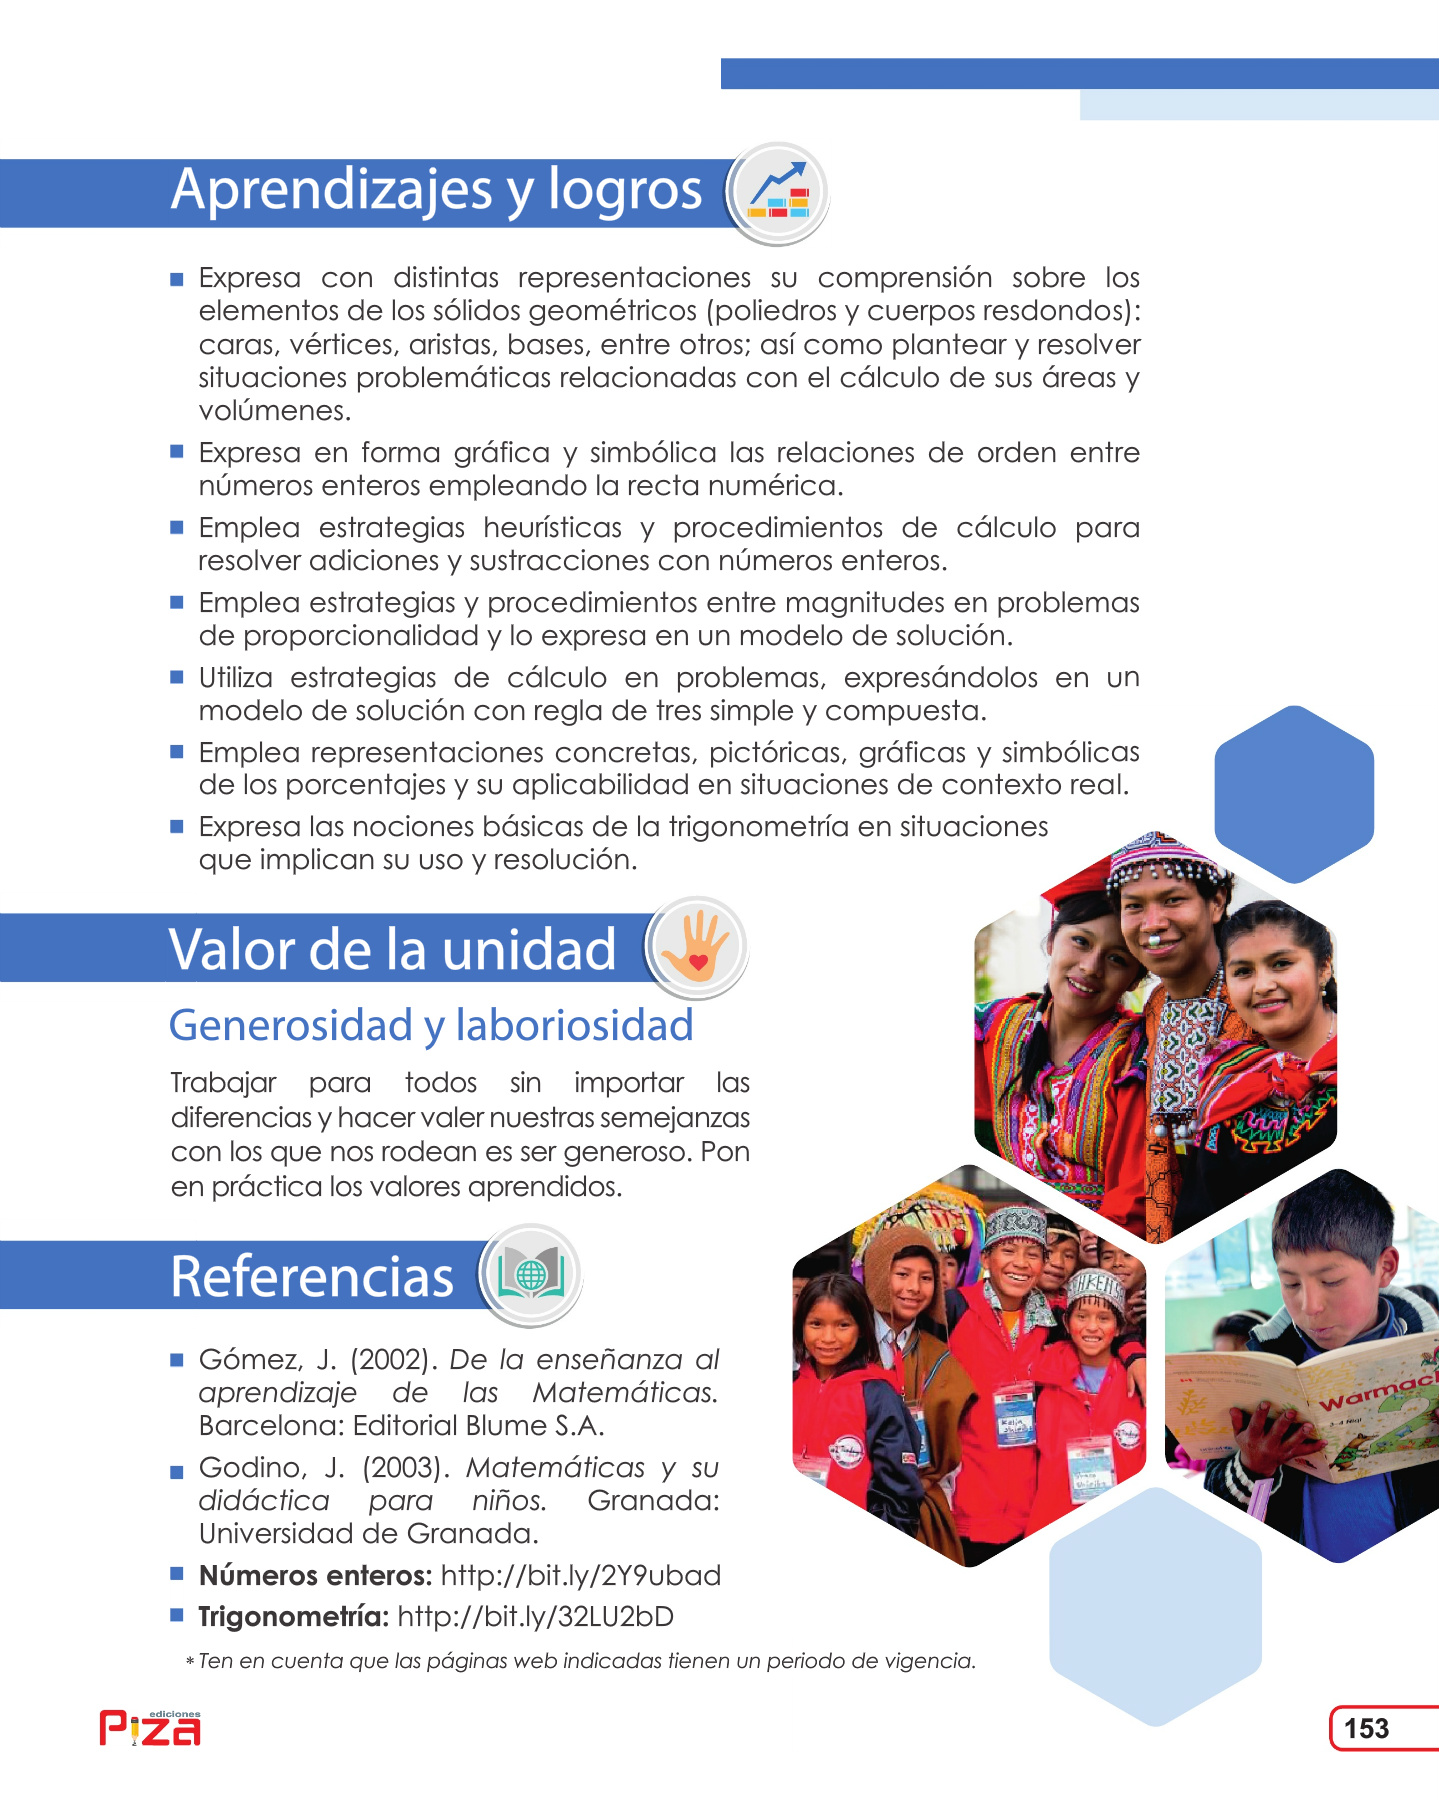 Aprendizajes y logros
Expresa con distintas representaciones su comprensión sobre los
elementos de los sólidos geométricos (poliedros y cuerpos resdondos):
caras, vértices, aristas, bases, entre otros; así como plantear y resolver
situaciones problemáticas relacionadas con el cálculo de sus áreas y
volúmenes.
Expresa en forma gráfica y simbólica las relaciones de orden entre
números enteros empleando la recta numérica.
Emplea estrategias heurísticas y procedimientos de cálculo para
resolver adiciones y sustracciones con números enteros.
Emplea estrategias y procedimientos entre magnitudes en problemas
de proporcionalidad y lo expresa en un modelo de solución.
Utiliza estrategias de cálculo en problemas, expresándolos en un
modelo de solución con regla de tres simple y compuesta.
Emplea representaciones concretas, pictóricas, gráficas y simbólicas
de los porcentajes y su aplicabilidad en situaciones de contexto real.
Expresa las nociones básicas de la trigonometría en situaciones
que implican su uso y resolución.
Valor de la unidad
Generosidad y laboriosidad
Trabajar para todos sin importar las
diferencias y hacer valer nuestras semejanzas
con los que nos rodean es ser generoso. Pon
en práctica los valores aprendidos.
Referencias
Gómez, J. (2002). De la enseñanza al
aprendizaje de las Matemáticas.
Barcelona: Editorial Blume S.A.
Godino, J. (2003). Matemáticas y su
didáctica para niños. Granada:
Universidad de Granada.
Números enteros: http://bit.ly/2Y9ubad
Trigonometría: http://bit.ly/32LU2bD
* Ten en cuenta que las páginas web indicadas tienen un periodo de vigencia.
Warmac
2
ediciones
Piza
153